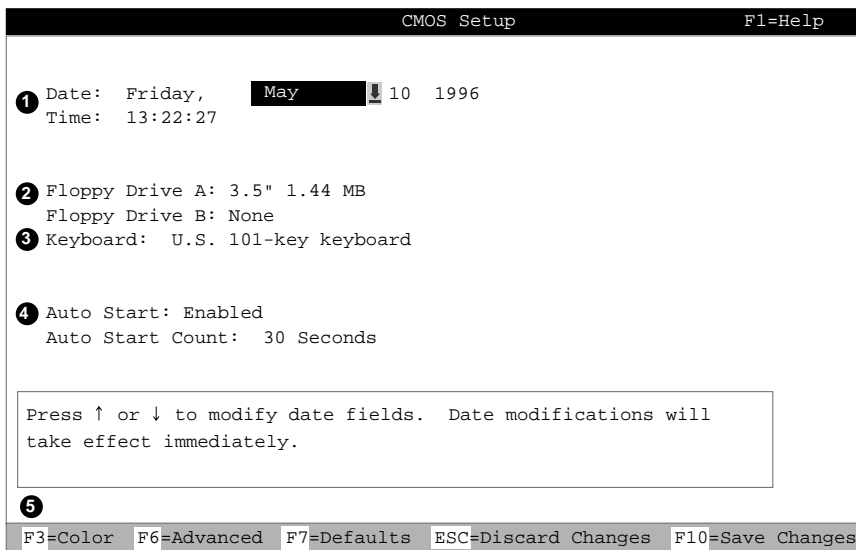 CMOS Setup F1=Help
1 Date: Friday, May 10 1996
Time: 13:22:27
2 Floppy Drive A: 3.5" 1.44 MB
Floppy Drive B: None
3 Keyboard: U.S. 101-key keyboard
4 Auto Start: Enabled
Auto Start Count: 30 Seconds
Press ↑ or ↓ to modify date fields. Date modifications will
take effect immediately.
5
F3=Color F6=Advanced F7=Defaults ESC=Discard Changes F10=Save Changes